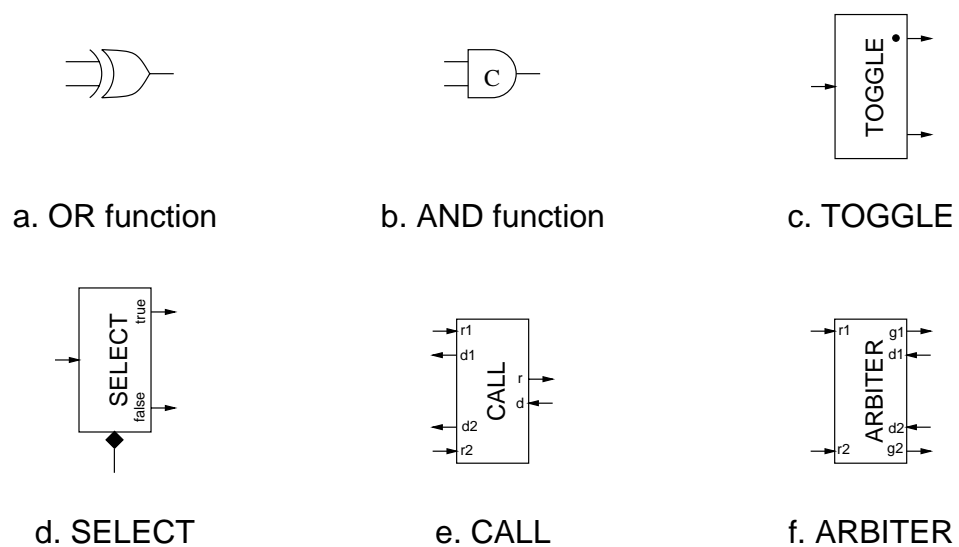 C
TOGGLE
a. OR function
b. AND function
c. TOGGLE
SELECT
true
false
r1
d1
CALL
r
d
d2
r2
r1
g1
d1
ARBITER
d2
r2
g2
d. SELECT
e. CALL
f. ARBITER